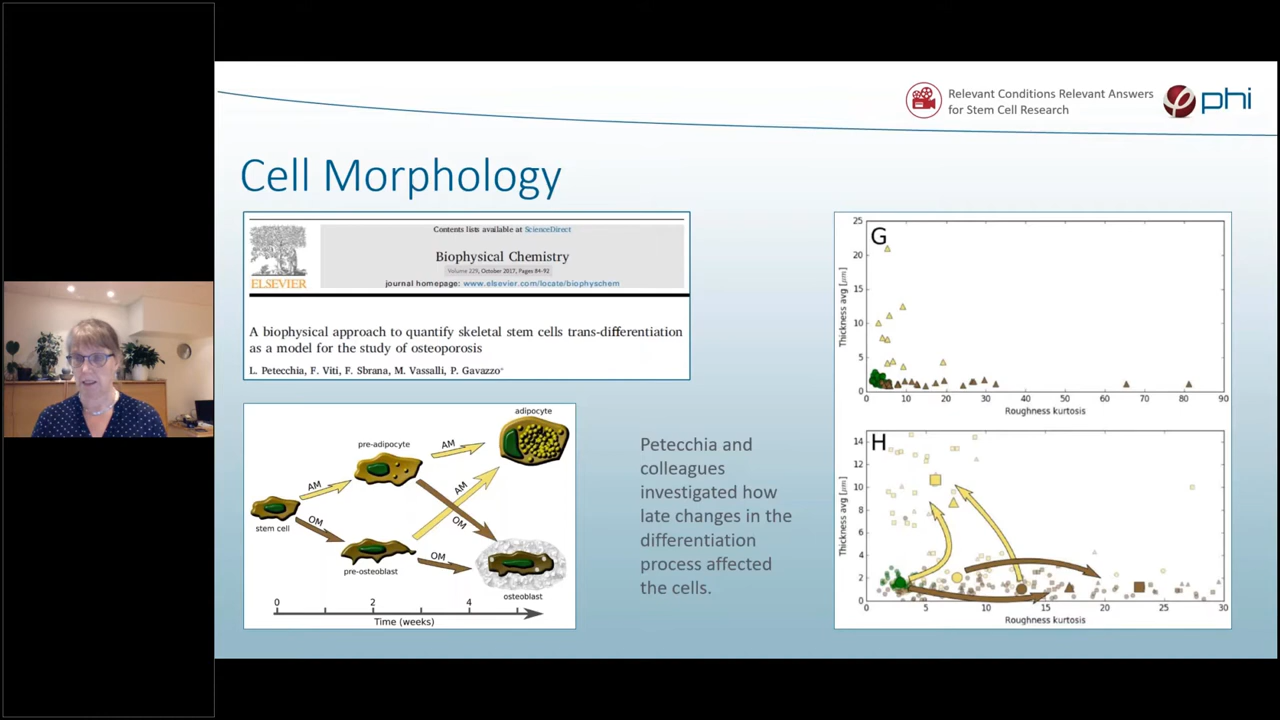 Relevant Conditions Relevant Answers
for Stem Cell Research
phi
Cell Morphology
Contents lists available at ScienceDirect
Biophysical Chemistry
Volume 229, October 2017, Pages 84-92
journal homepage: www.elsevier.com/locate/biophyschem
ELSEVIER
A biophysical approach to quantify skeletal stem cells trans-differentiation
as a model for the study of osteoporosis
L. Petecchia, F. Viti, F. Sbrana, M. Vassalli, P. Gavazzo*
adipocyte
pre-adipocyte
AM
AM
AM
stem cell
OM
OM
pre-osteoblast
OM
osteoblast
0 2 4
Time (weeks)
Petecchia and
colleagues
investigated how
late changes in the
differentiation
process affected
the cells.
G
25
20
15
10
5
0
Thickness avg [μm]
0 10 20 30 40 50 60 70 80 90
Roughness kurtosis
H
14
12
10
8
6
4
2
0
Thickness avg [μm]
0 5 10 15 20 25 30
Roughness kurtosis